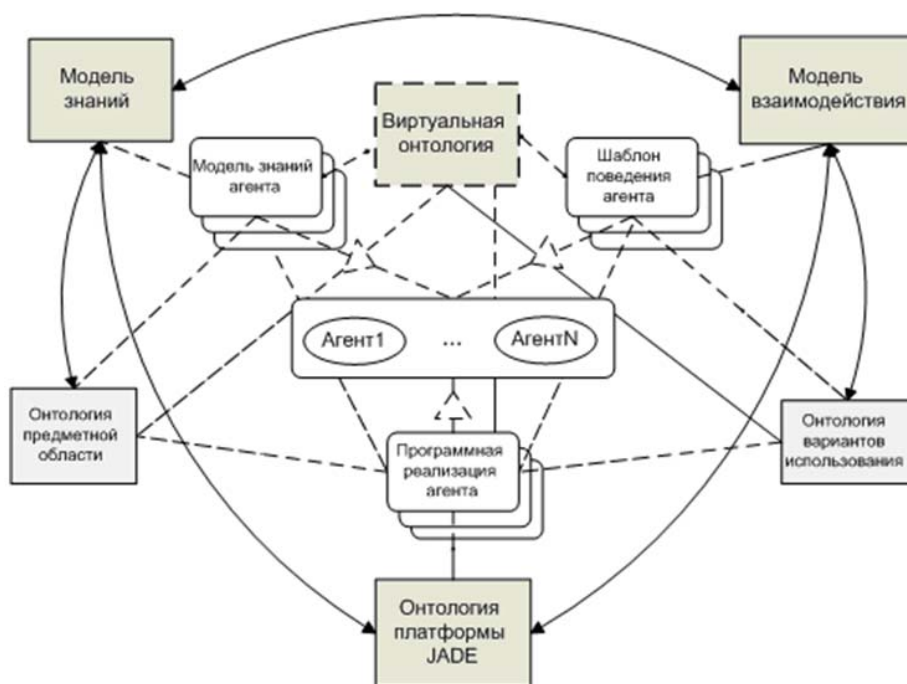 Модель
знаний
Модель
взаимодействия
Виртуальная
онтология
Модель знаний
агента
Шаблон
поведения
агента
Агент1
...
АгентN
Онтология
предметной
области
Программная
реализация
агента
Онтология
вариантов
использования
Онтология
платформы
JADE